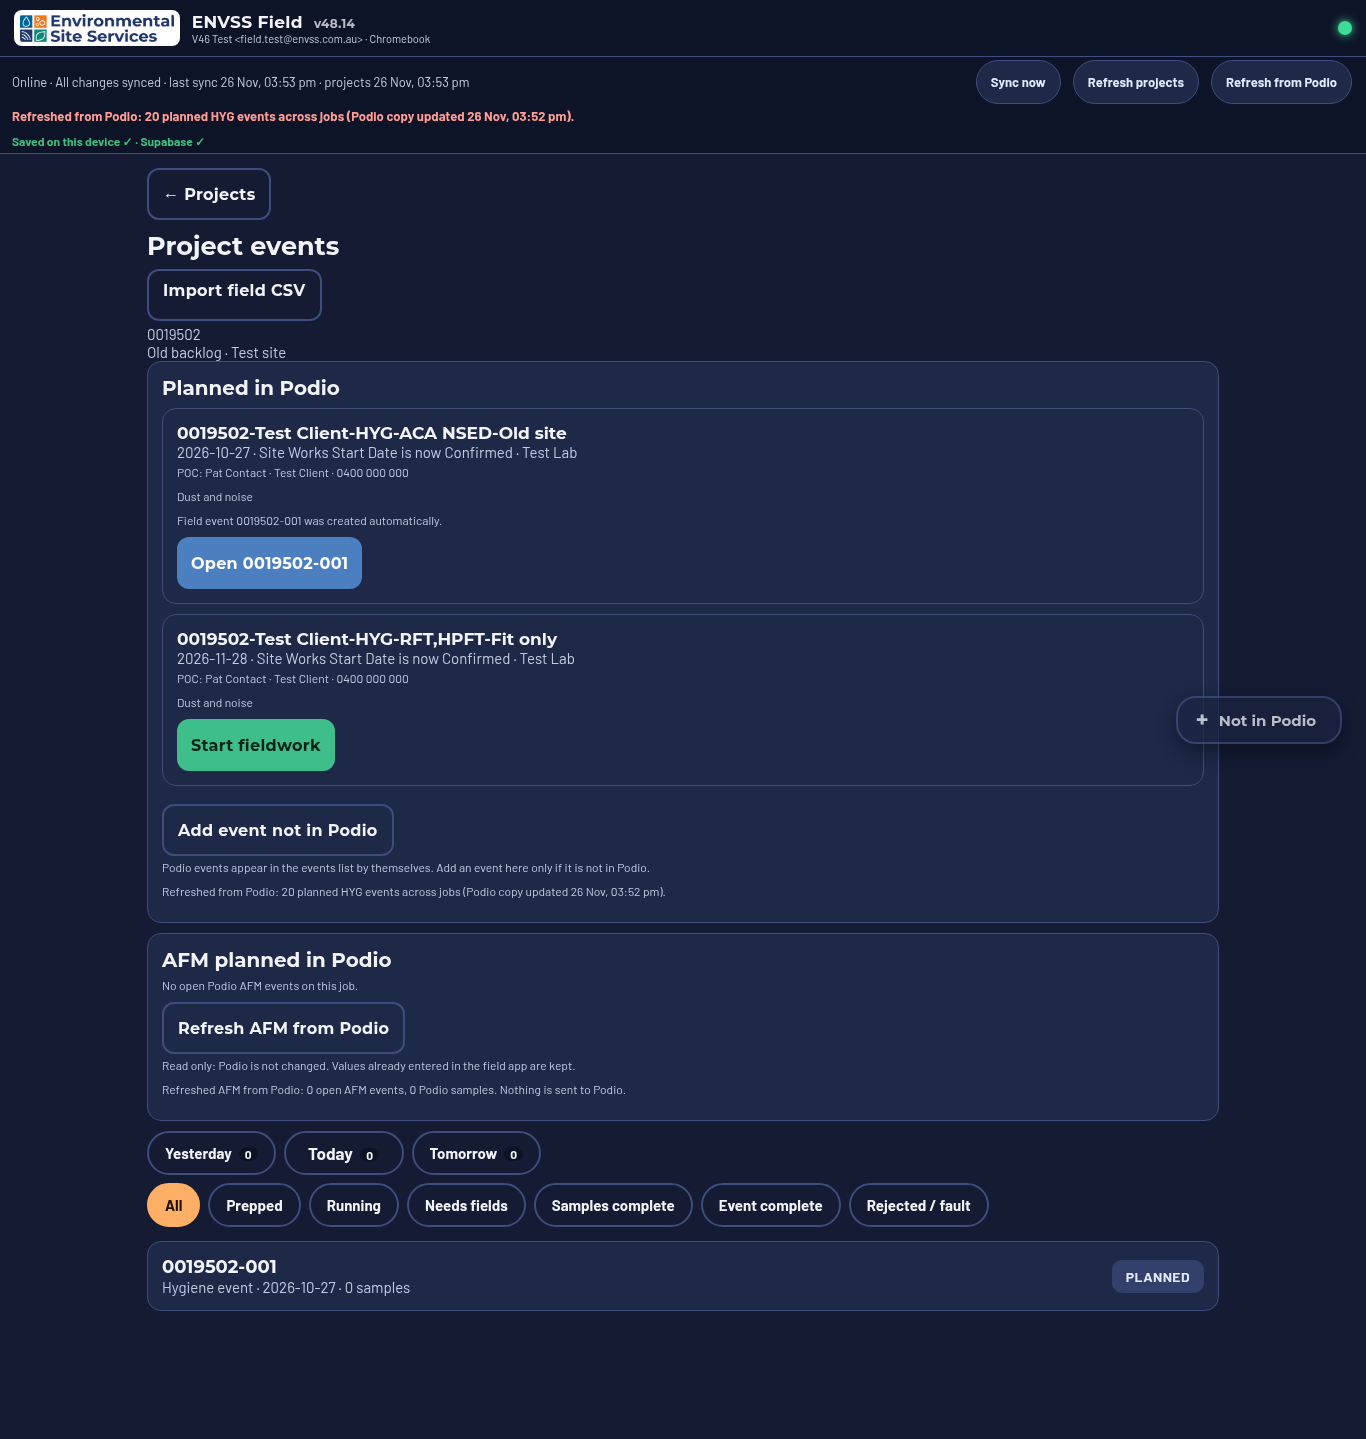 Environmental
Site Services
ENVSS Field v48.14
V46 Test <field.test@envss.com.au> · Chromebook
Online · All changes synced · last sync 26 Nov, 03:53 pm · projects 26 Nov, 03:53 pm
Sync now
Refresh projects
Refresh from Podio
Refreshed from Podio: 20 planned HYG events across jobs (Podio copy updated 26 Nov, 03:52 pm).
Saved on this device ✓ · Supabase ✓
← Projects
Project events
Import field CSV
0019502
Old backlog · Test site
Planned in Podio
0019502-Test Client-HYG-ACA NSED-Old site
2026-10-27 · Site Works Start Date is now Confirmed · Test Lab
POC: Pat Contact · Test Client · 0400 000 000
Dust and noise
Field event 0019502-001 was created automatically.
Open 0019502-001
0019502-Test Client-HYG-RFT,HPFT-Fit only
2026-11-28 · Site Works Start Date is now Confirmed · Test Lab
POC: Pat Contact · Test Client · 0400 000 000
Dust and noise
Start fieldwork
+ Not in Podio
Add event not in Podio
Podio events appear in the events list by themselves. Add an event here only if it is not in Podio.
Refreshed from Podio: 20 planned HYG events across jobs (Podio copy updated 26 Nov, 03:52 pm).
AFM planned in Podio
No open Podio AFM events on this job.
Refresh AFM from Podio
Read only: Podio is not changed. Values already entered in the field app are kept.
Refreshed AFM from Podio: 0 open AFM events, 0 Podio samples. Nothing is sent to Podio.
Yesterday 0
Today 0
Tomorrow 0
All
Prepped
Running
Needs fields
Samples complete
Event complete
Rejected / fault
0019502-001
Hygiene event · 2026-10-27 · 0 samples
PLANNED